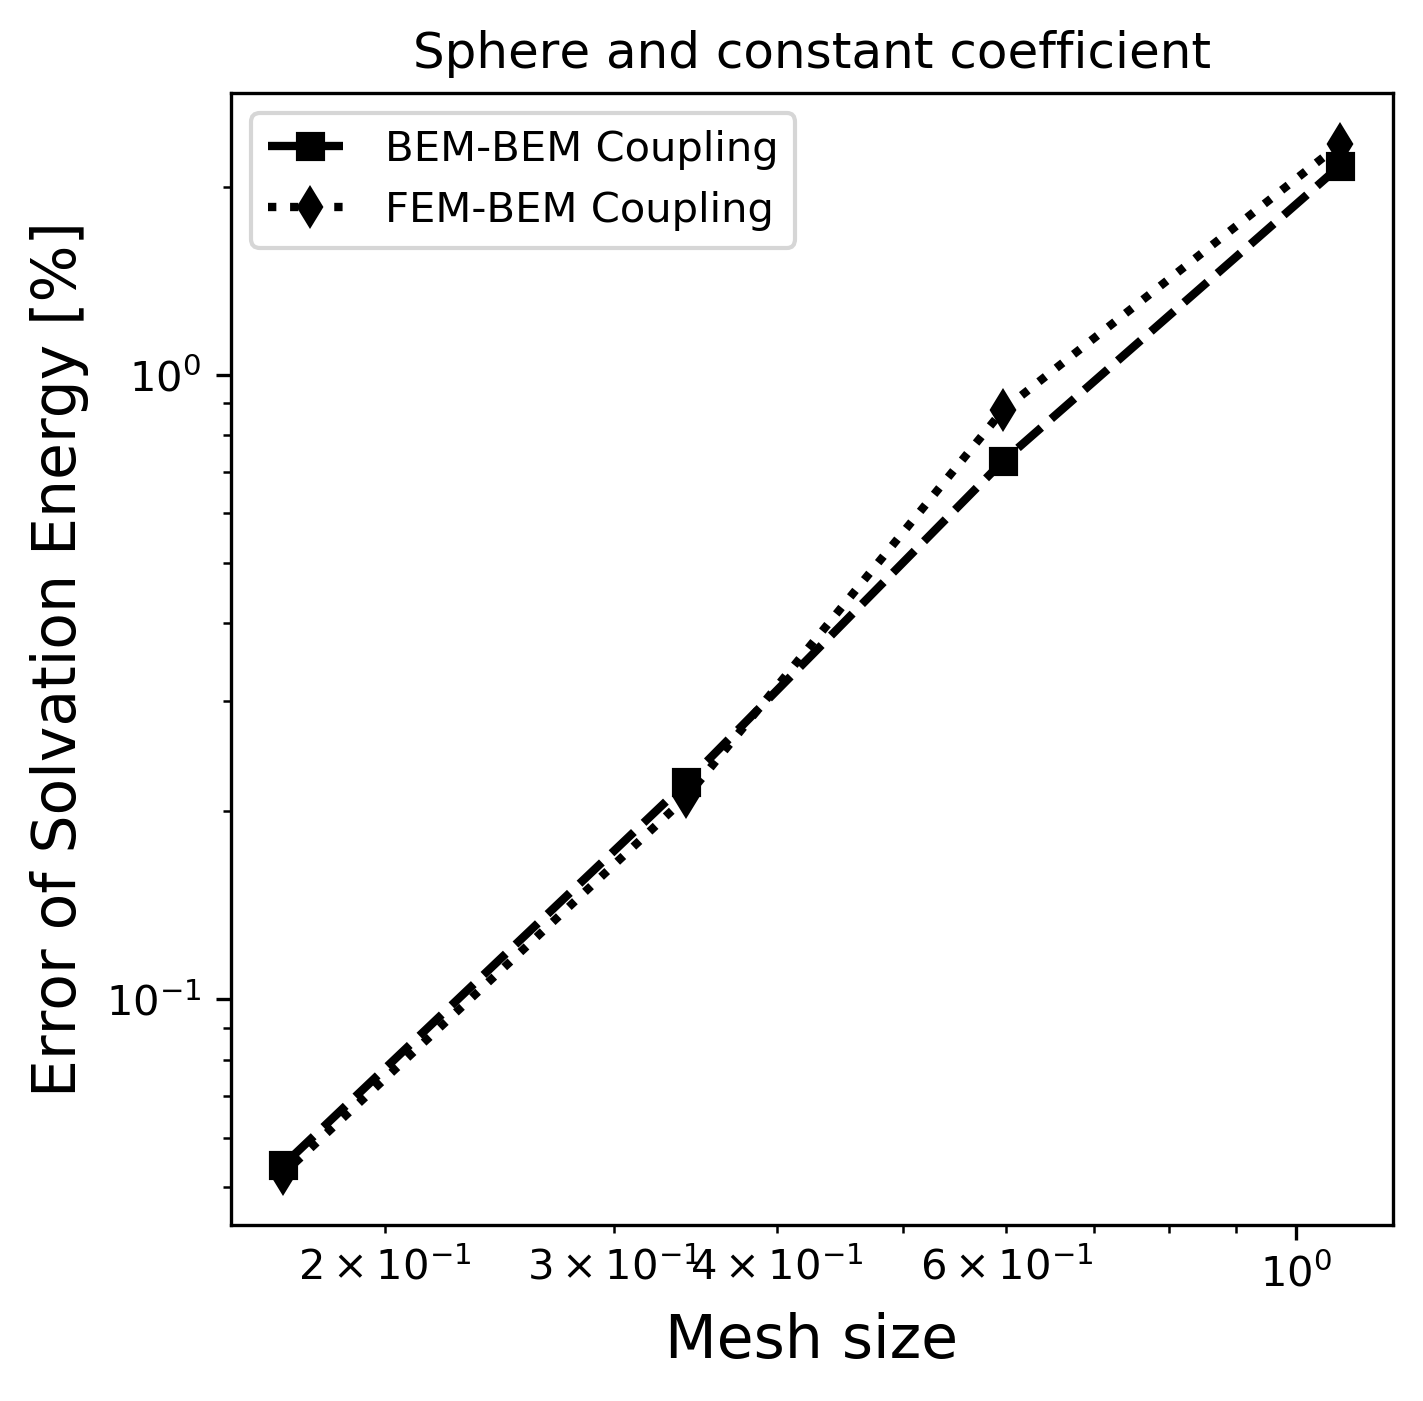 Sphere and constant coefficient
BEM-BEM Coupling
FEM-BEM Coupling
Error of Solvation Energy [%]
10⁰
10⁻¹
2 × 10⁻¹
3 × 10⁻¹
4 × 10⁻¹
6 × 10⁻¹
10⁰
Mesh size